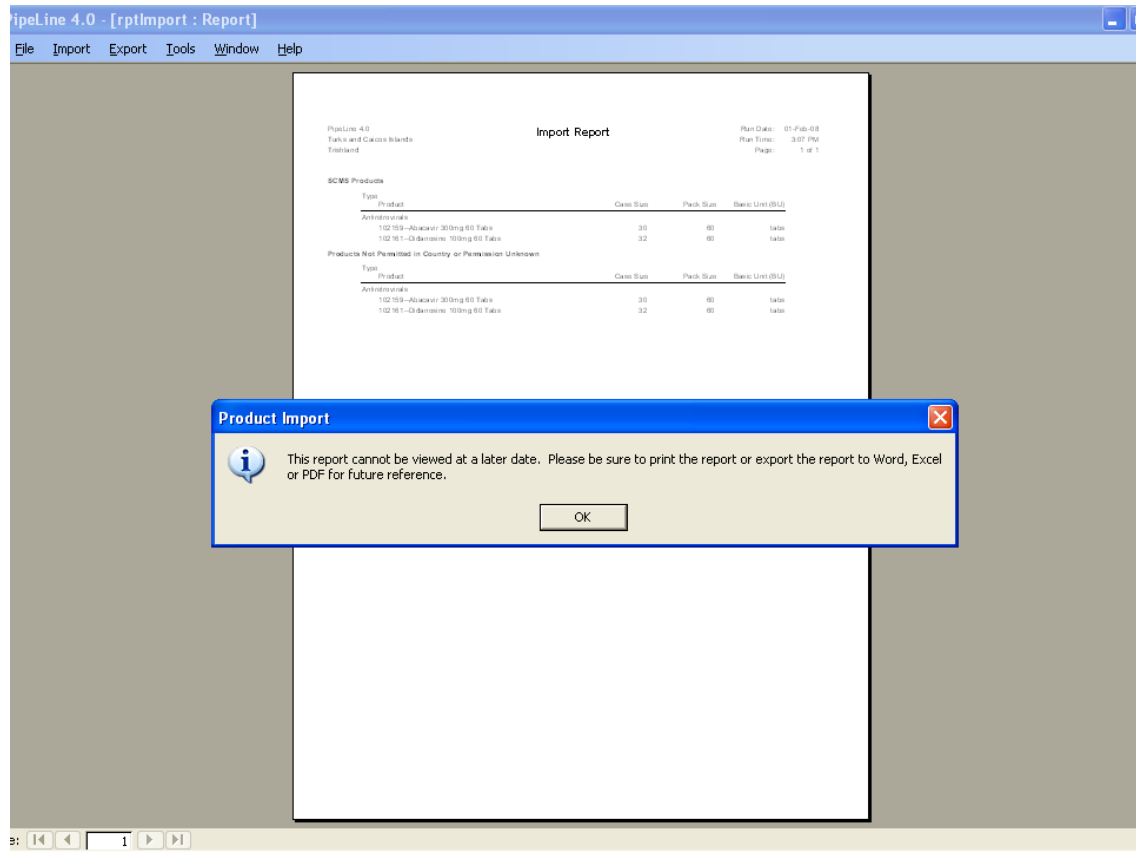 PipeLine 4.0 - [rptImport : Report]
File Import Export Tools Window Help
PipeLine 4.0 Import Report Run Date: 01-Feb-08
Turks and Caicos Islands Run Time: 3:07 PM
Page: 1 of 1
SCMS Products
Type
Product Case Size Pack Size Basic Unit (BU)
Antiretrovirals
102159--Abacavir 300mg 60 Tabs 30 60 tabs
102161--Didanosine 100mg 60 Tabs 32 60 tabs
Products Not Permitted in Country or Permission Unknown
Type
Product Case Size Pack Size Basic Unit (BU)
Antiretrovirals
102159--Abacavir 300mg 60 Tabs 30 60 tabs
102161--Didanosine 100mg 60 Tabs 32 60 tabs
Product Import
This report cannot be viewed at a later date. Please be sure to print the report or export the report to Word, Excel
or PDF for future reference.
OK
e: 1